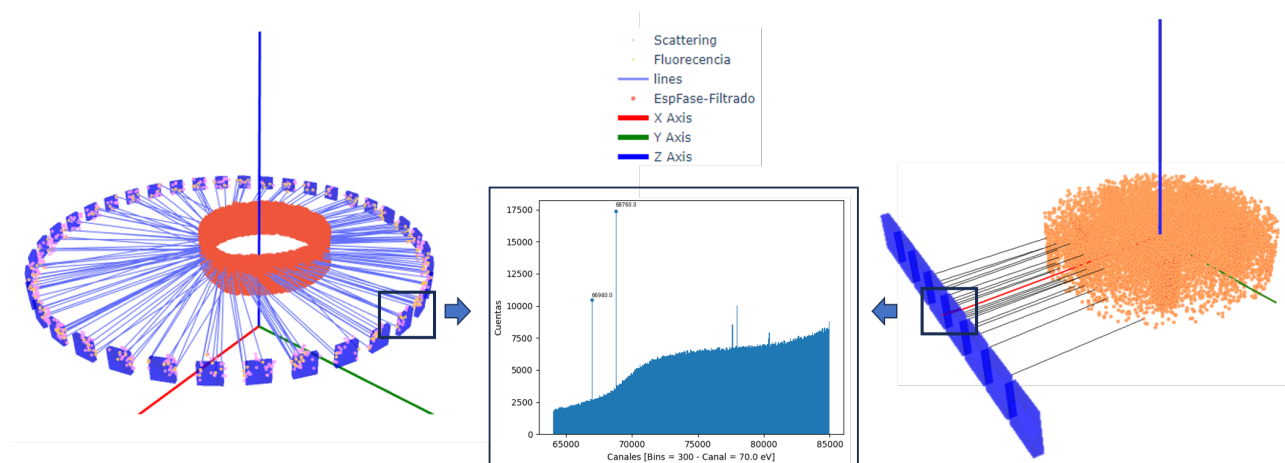 Scattering
Fluorecencia
lines
EspFase-Filtrado
X Axis
Y Axis
Z Axis
17500
15000
12500
10000
7500
5000
2500
0
Cuentas
68760.0
66940.0
65000 70000 75000 80000 85000
Canales [Bins = 300 - Canal = 70.0 eV]